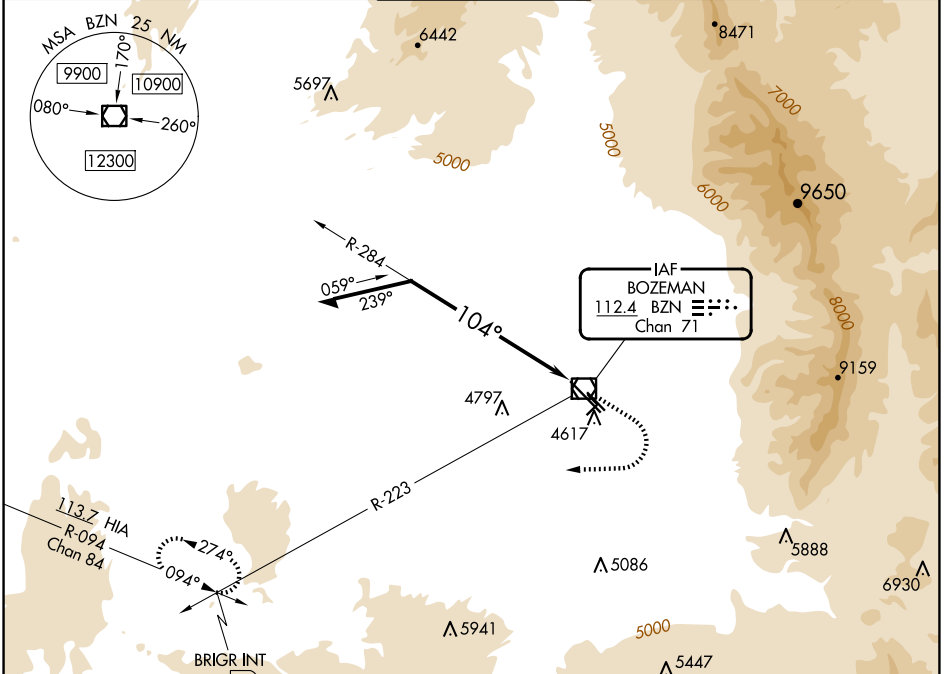 MSA BZN 25 NM
170°
9900
10900
080°
260°
12300
6442
8471
5697
7000
5000
5000
6000
9650
R-284
059°
239°
104°
IAF
BOZEMAN
112.4 BZN
Chan 71
8000
9159
4797
4617
R-223
113.7 HIA
R-094
Chan 84
274°
094°
5086
5888
6930
5941
5000
5447
BRIGR INT